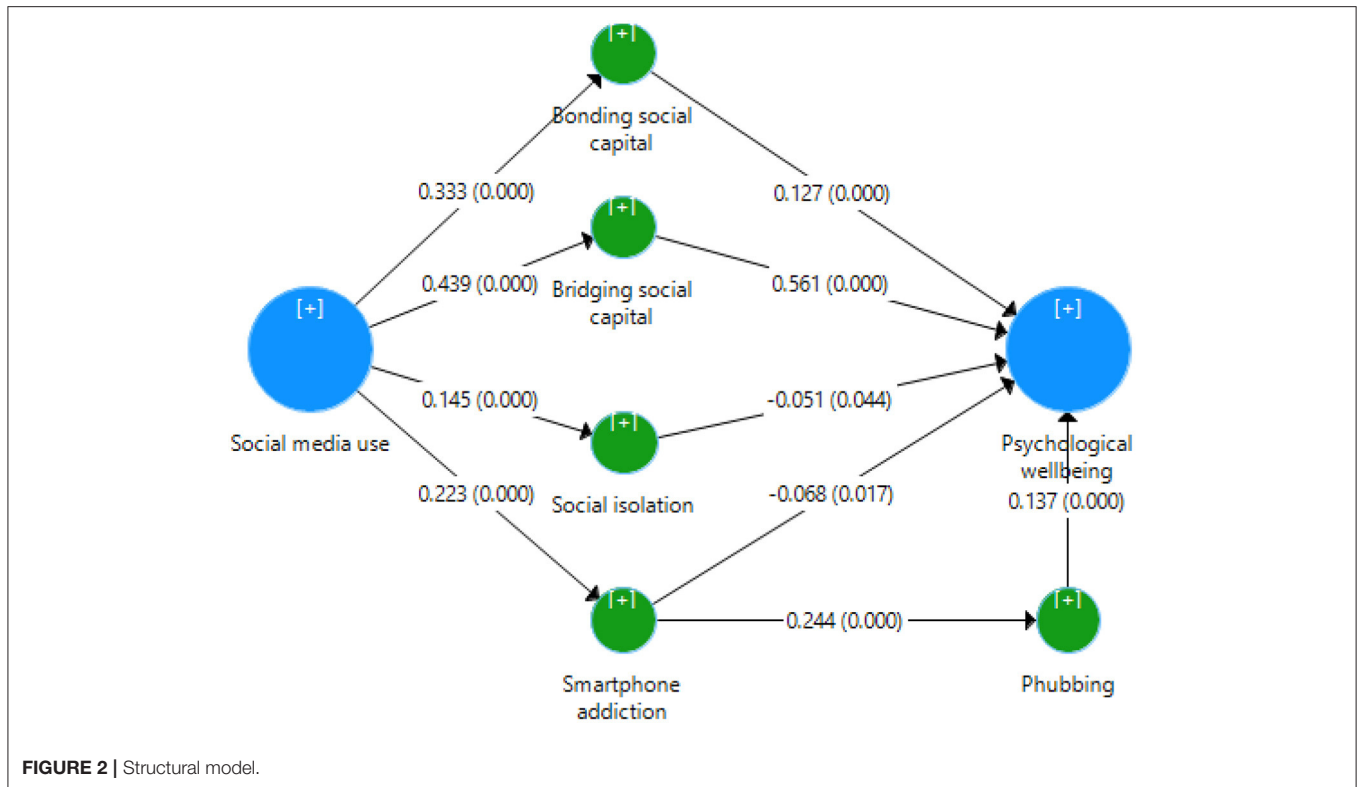 [+]
Bonding social
capital
0.333 (0.000)
0.127 (0.000)
[+]
Bridging social
capital
0.439 (0.000)
0.561 (0.000)
[+]
Social media use
[+]
Psychological
wellbeing
0.145 (0.000)
-0.051 (0.044)
[+]
Social isolation
0.223 (0.000)
-0.068 (0.017)
0.137 (0.000)
[+]
Smartphone
addiction
0.244 (0.000)
[+]
Phubbing
FIGURE 2 | Structural model.